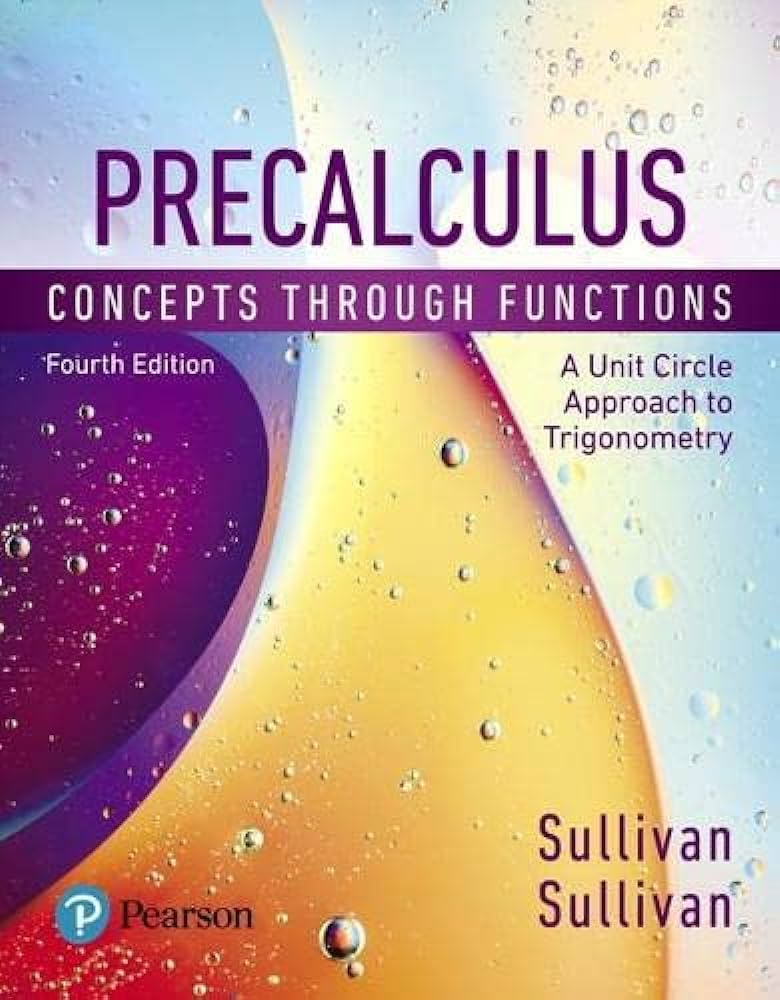 PRECALCULUS
CONCEPTS THROUGH FUNCTIONS
Fourth Edition
A Unit Circle
Approach to
Trigonometry
Sullivan
Sullivan
P Pearson